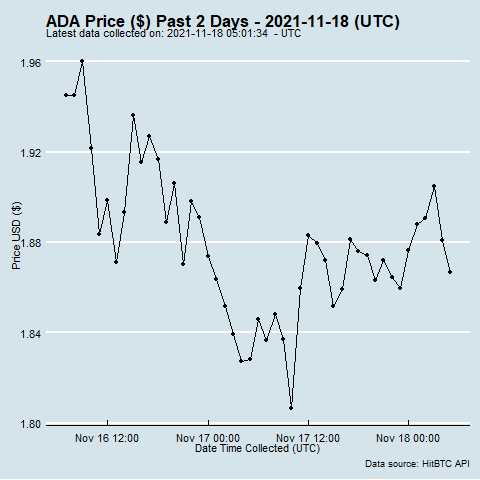 ADA Price ($) Past 2 Days - 2021-11-18 (UTC)
Latest data collected on: 2021-11-18 05:01:34 - UTC
1.96
1.92
1.88
1.84
1.80
Price USD ($)
Nov 16 12:00 Nov 17 00:00 Nov 17 12:00 Nov 18 00:00
Date Time Collected (UTC)
Data source: HitBTC API